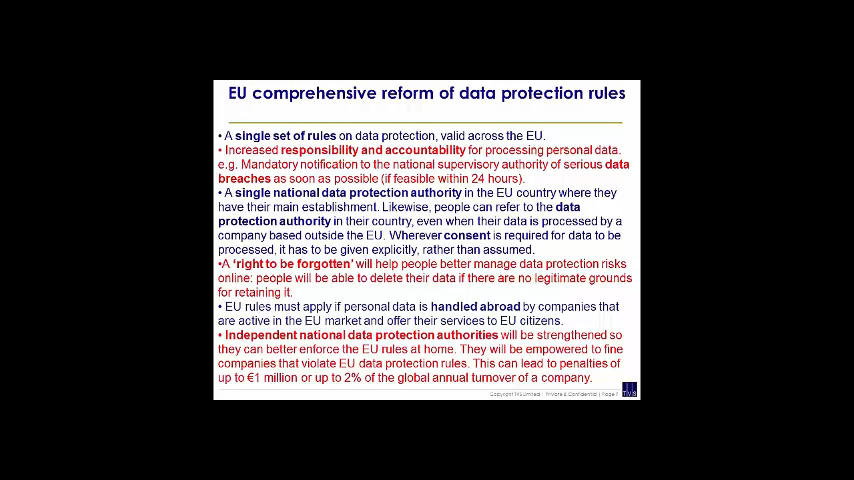 EU comprehensive reform of data protection rules
• A single set of rules on data protection, valid across the EU.
• Increased responsibility and accountability for processing personal data.
e.g. Mandatory notification to the national supervisory authority of serious data
breaches as soon as possible (if feasible within 24 hours).
• A single national data protection authority in the EU country where they
have their main establishment. Likewise, people can refer to the data
protection authority in their country, even when their data is processed by a
company based outside the EU. Wherever consent is required for data to be
processed, it has to be given explicitly, rather than assumed.
•A ‘right to be forgotten’ will help people better manage data protection risks
online: people will be able to delete their data if there are no legitimate grounds
for retaining it.
• EU rules must apply if personal data is handled abroad by companies that
are active in the EU market and offer their services to EU citizens.
• Independent national data protection authorities will be strengthened so
they can better enforce the EU rules at home. They will be empowered to fine
companies that violate EU data protection rules. This can lead to penalties of
up to €1 million or up to 2% of the global annual turnover of a company.
Copyright Limited | Private & Confidential | Page